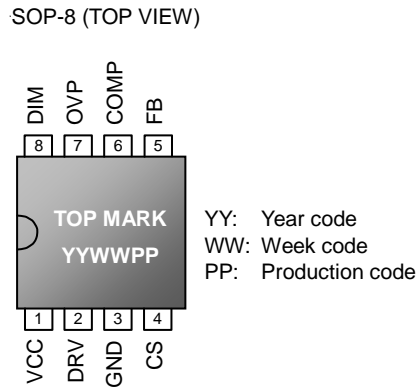 SOP-8 (TOP VIEW)
DIM OVP COMP FB
8 7 6 5
TOP MARK
YYWWPP
YY: Year code
WW: Week code
PP: Production code
1 2 3 4
VCC DRV GND CS